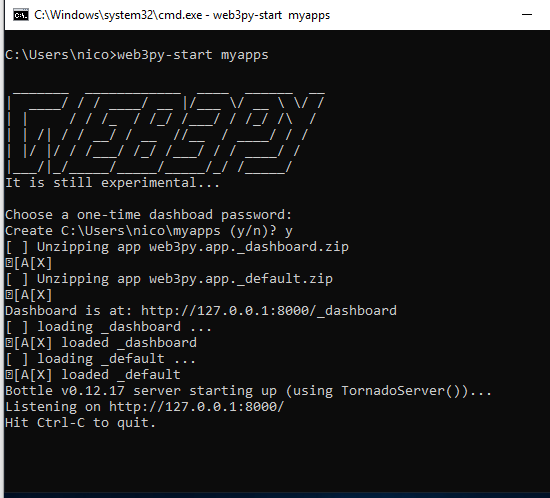 C:\Windows\system32\cmd.exe - web3py-start myapps
C:\Users\nico>web3py-start myapps
It is still experimental...
Choose a one-time dashboad password:
Create C:\Users\nico\myapps (y/n)? y
[ ] Unzipping app web3py.app._dashboard.zip
[A[X]
[ ] Unzipping app web3py.app._default.zip
[A[X]
Dashboard is at: http://127.0.0.1:8000/_dashboard
[ ] loading _dashboard ...
[A[X] loaded _dashboard
[ ] loading _default ...
[A[X] loaded _default
Bottle v0.12.17 server starting up (using TornadoServer())...
Listening on http://127.0.0.1:8000/
Hit Ctrl-C to quit.